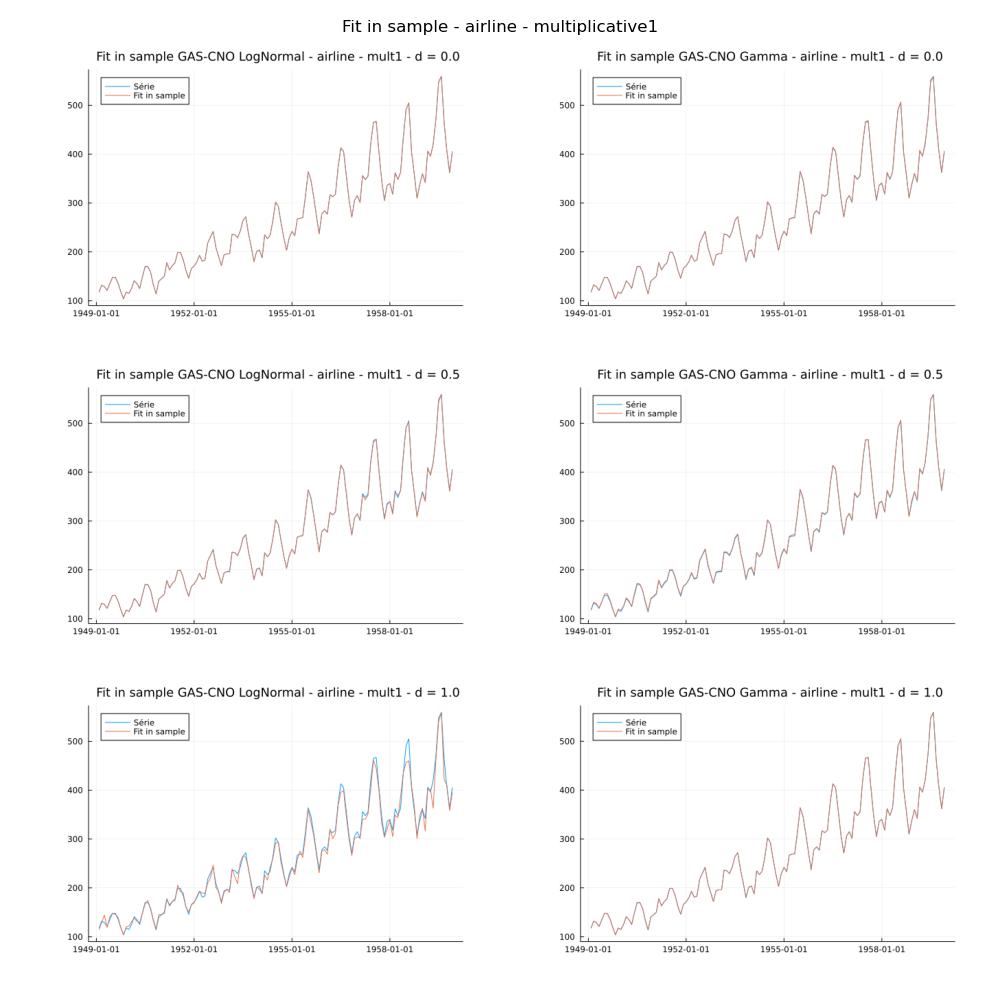 Fit in sample - airline - multiplicative1
Fit in sample GAS-CNO LogNormal - airline - mult1 - d = 0.0
Série
Fit in sample
500
400
300
200
100
1949-01-01 1952-01-01 1955-01-01 1958-01-01
Fit in sample GAS-CNO Gamma - airline - mult1 - d = 0.0
Série
Fit in sample
500
400
300
200
100
1949-01-01 1952-01-01 1955-01-01 1958-01-01
Fit in sample GAS-CNO LogNormal - airline - mult1 - d = 0.5
Série
Fit in sample
500
400
300
200
100
1949-01-01 1952-01-01 1955-01-01 1958-01-01
Fit in sample GAS-CNO Gamma - airline - mult1 - d = 0.5
Série
Fit in sample
500
400
300
200
100
1949-01-01 1952-01-01 1955-01-01 1958-01-01
Fit in sample GAS-CNO LogNormal - airline - mult1 - d = 1.0
Série
Fit in sample
500
400
300
200
100
1949-01-01 1952-01-01 1955-01-01 1958-01-01
Fit in sample GAS-CNO Gamma - airline - mult1 - d = 1.0
Série
Fit in sample
500
400
300
200
100
1949-01-01 1952-01-01 1955-01-01 1958-01-01